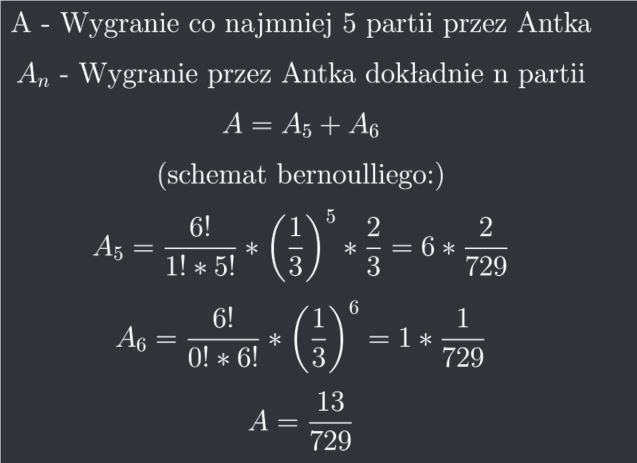 A - Wygranie co najmniej 5 partii przez Antka
A_n - Wygranie przez Antka dokładnie n partii
A = A_5 + A_6
(schemat bernoulliego:)
A_5 = \frac{6!}{1! * 5!} * \left(\frac{1}{3}\right)^5 * \frac{2}{3} = 6 * \frac{2}{729}
A_6 = \frac{6!}{0! * 6!} * \left(\frac{1}{3}\right)^6 = 1 * \frac{1}{729}
A = \frac{13}{729}